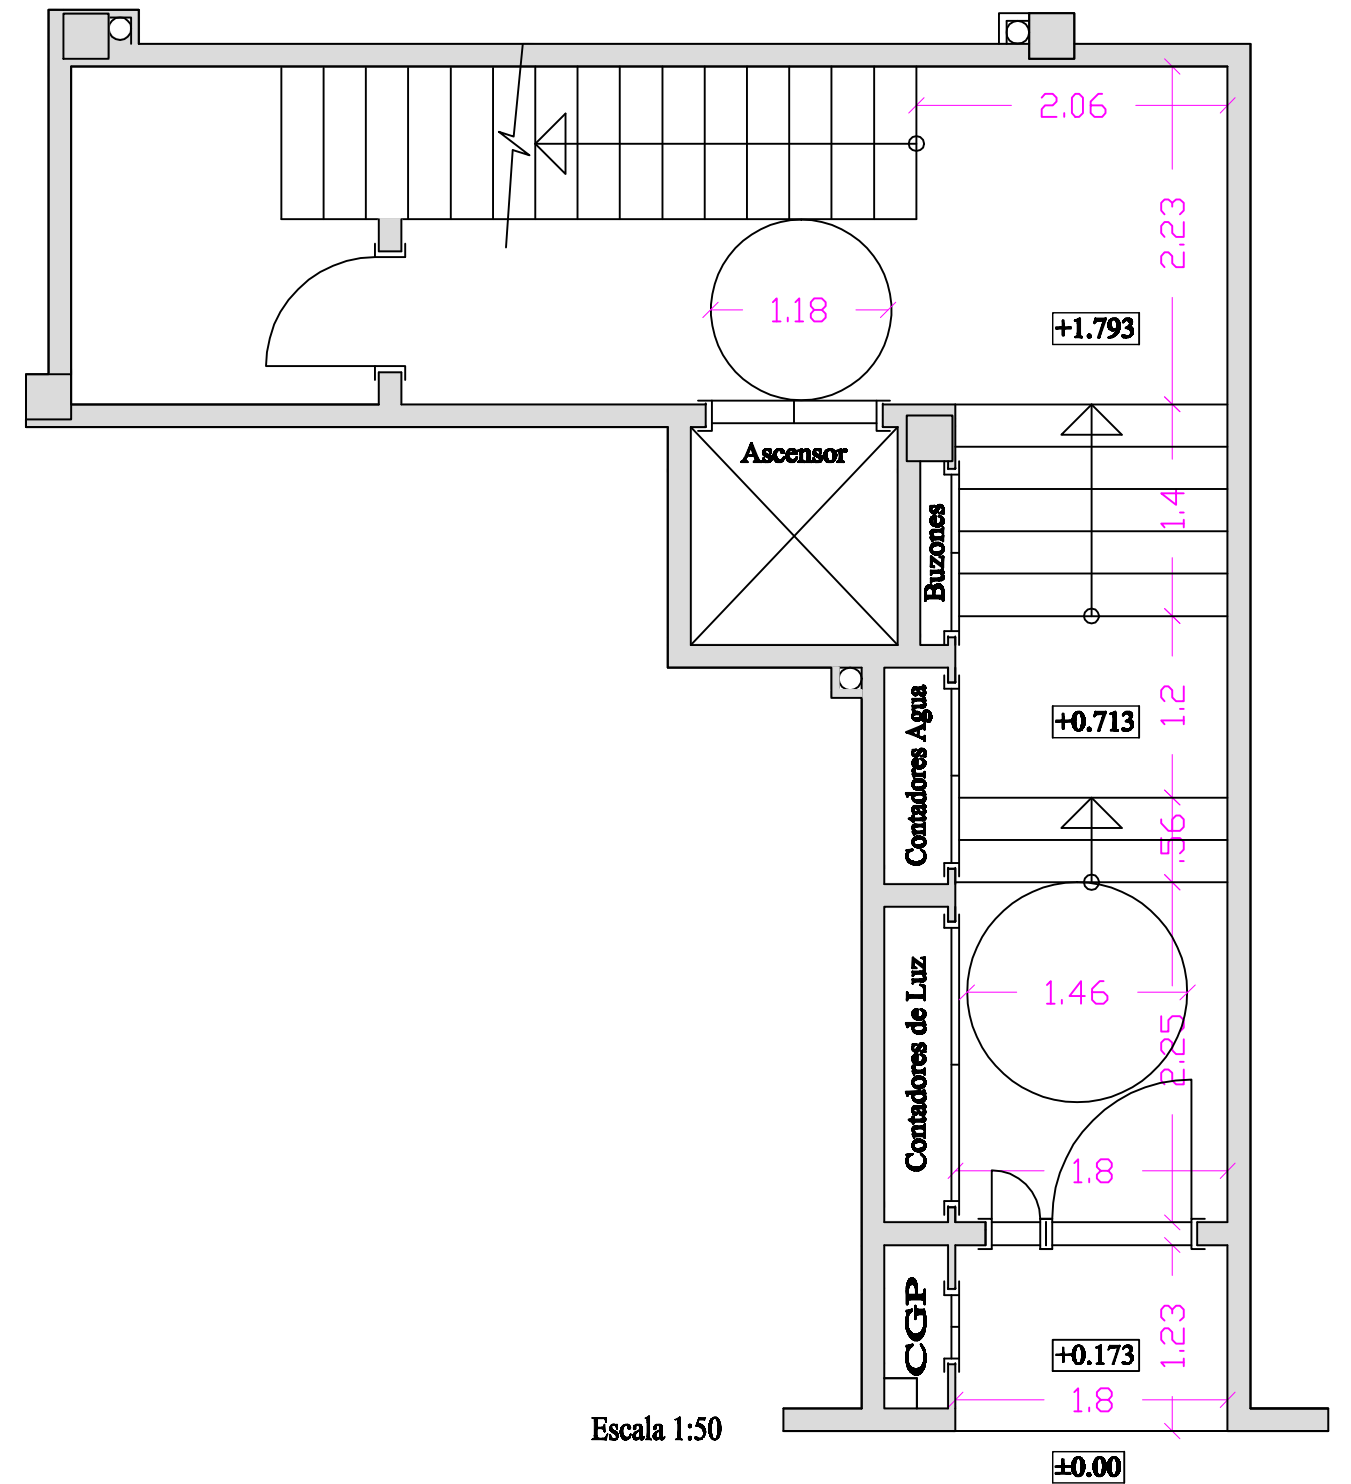 2.06
2.23
1.18
+1.793
Ascensor
1.4
Buzones
1.2
+0.713
Contadores Agua
.56
1.46
Contadores de Luz
2.25
1.8
CGP
1.23
+0.173
1.8
Escala 1:50
±0.00